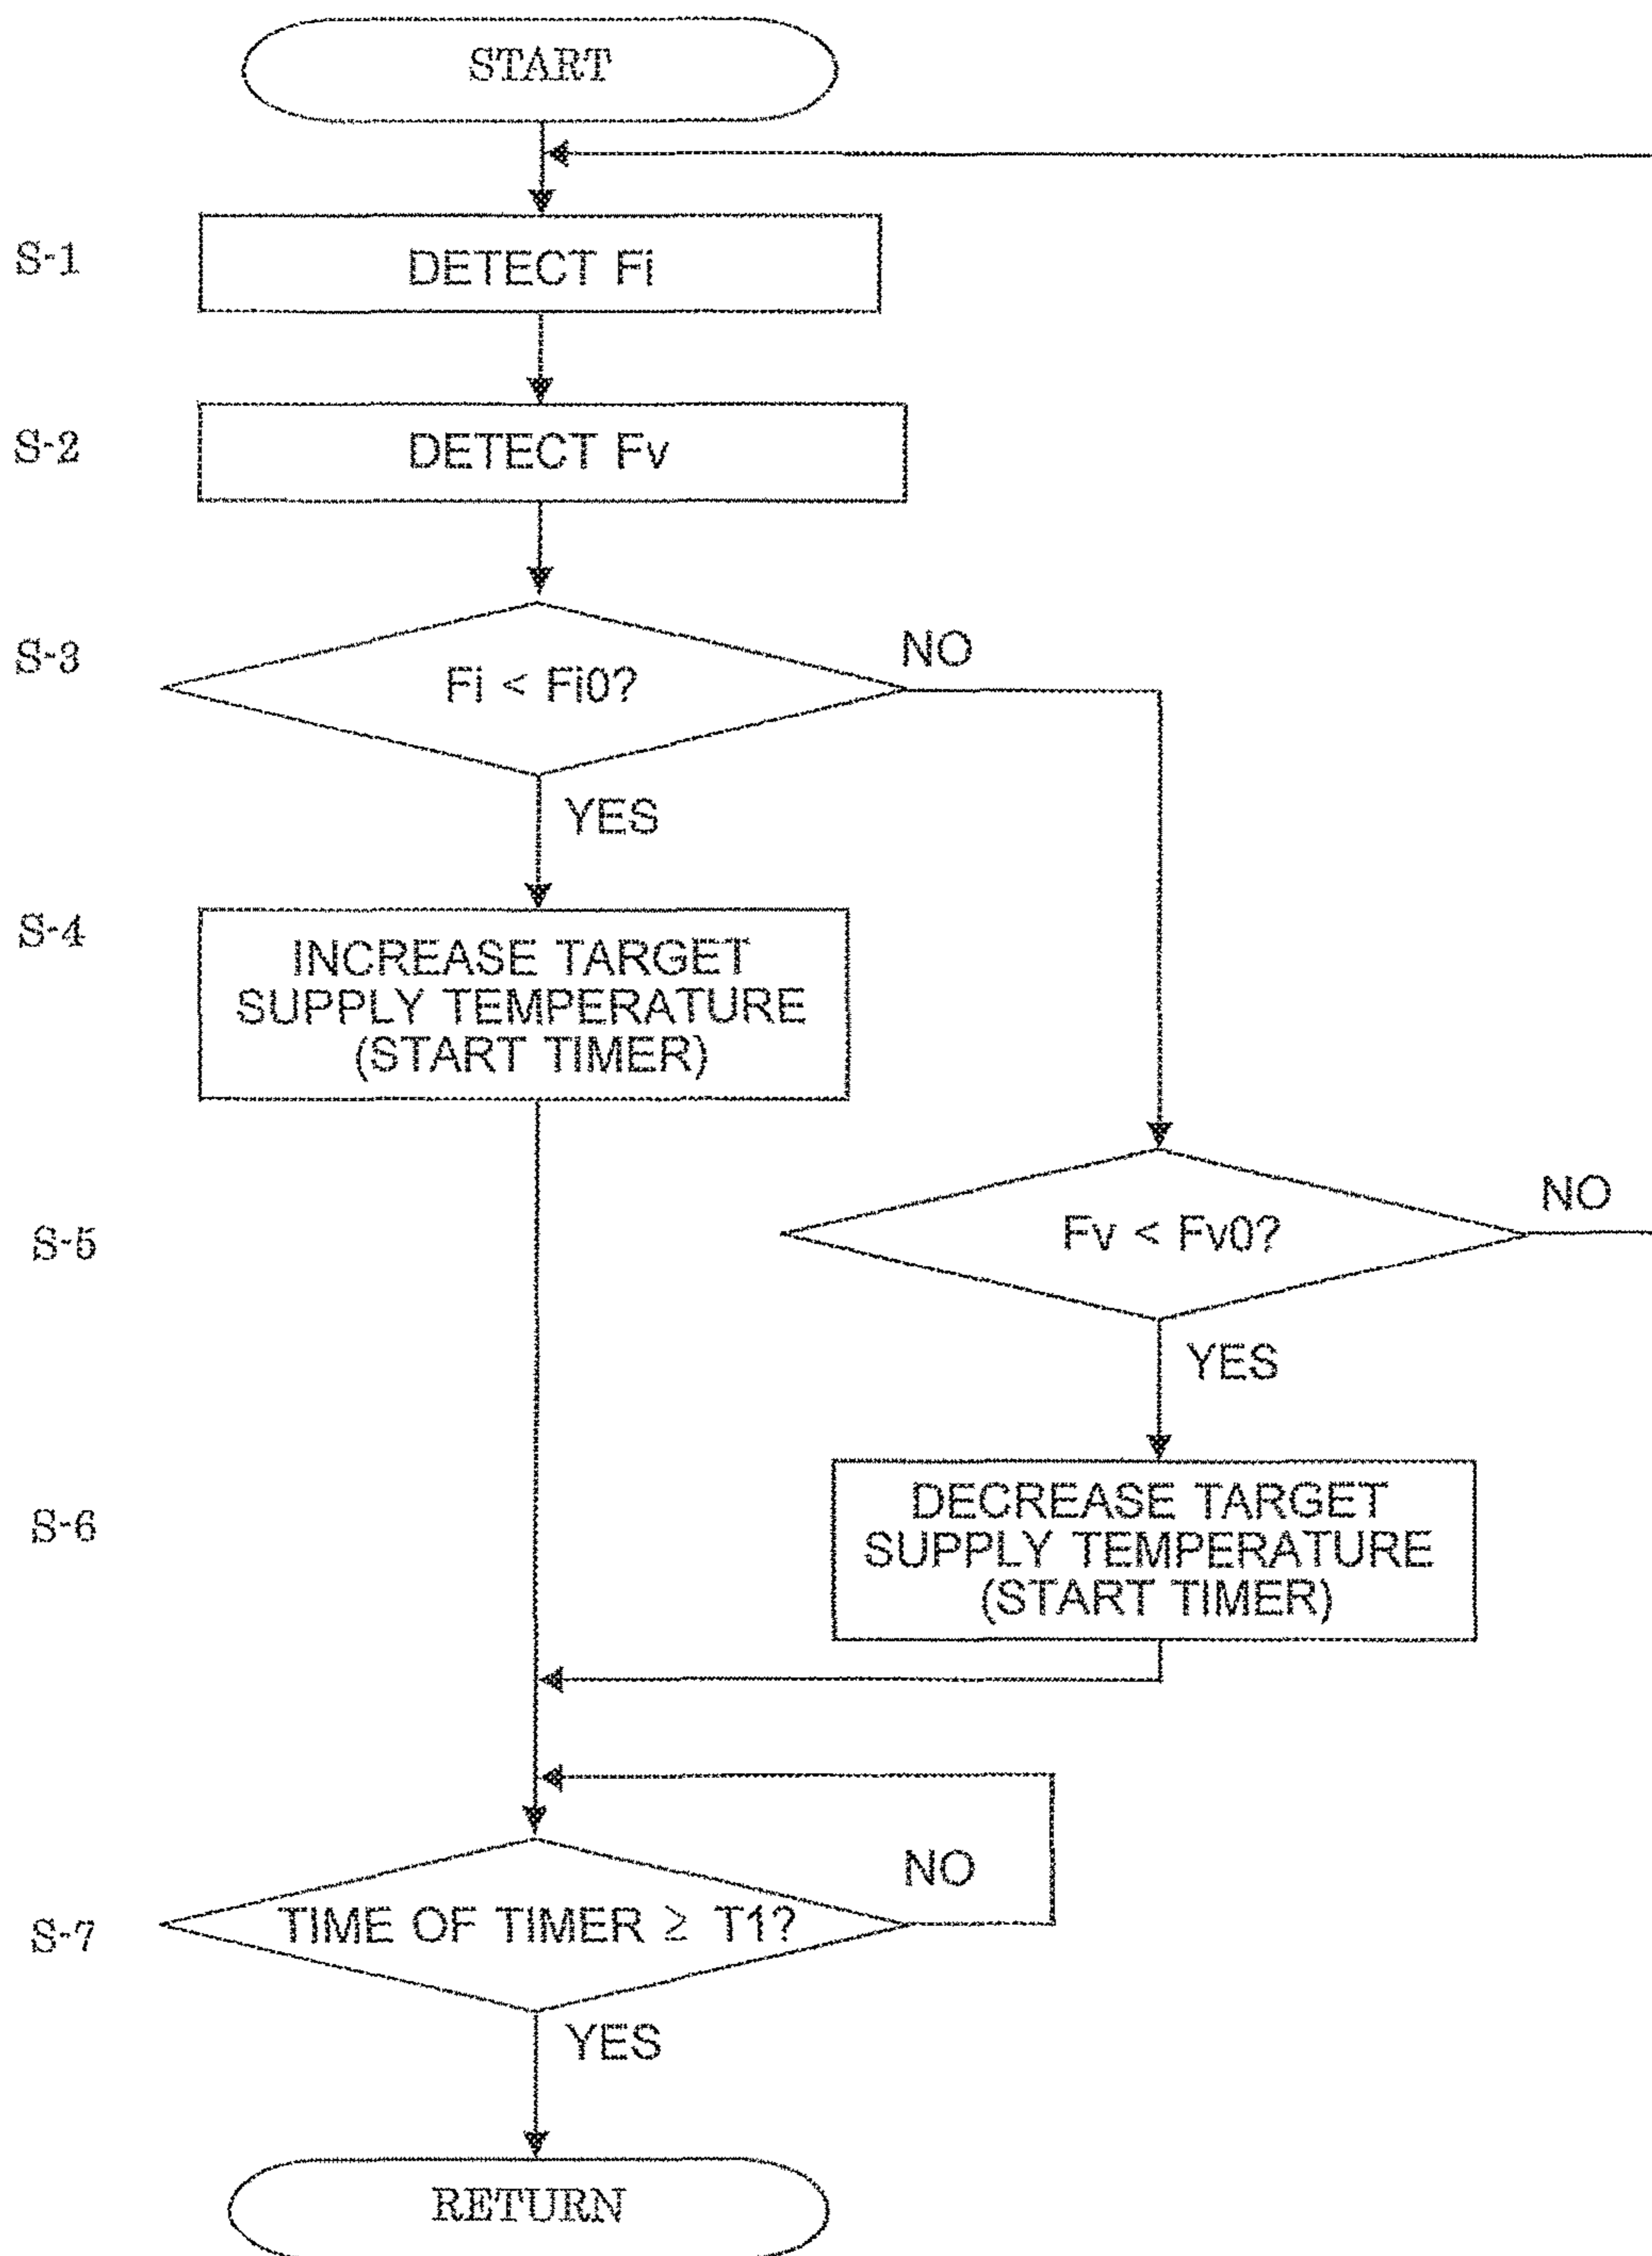 START
S-1
DETECT Fi
S-2
DETECT Fv
S-3
Fi < Fi0?
NO
YES
S-4
INCREASE TARGET
SUPPLY TEMPERATURE
(START TIMER)
S-5
Fv < Fv0?
NO
YES
S-6
DECREASE TARGET
SUPPLY TEMPERATURE
(START TIMER)
S-7
TIME OF TIMER ≥ T1?
NO
YES
RETURN